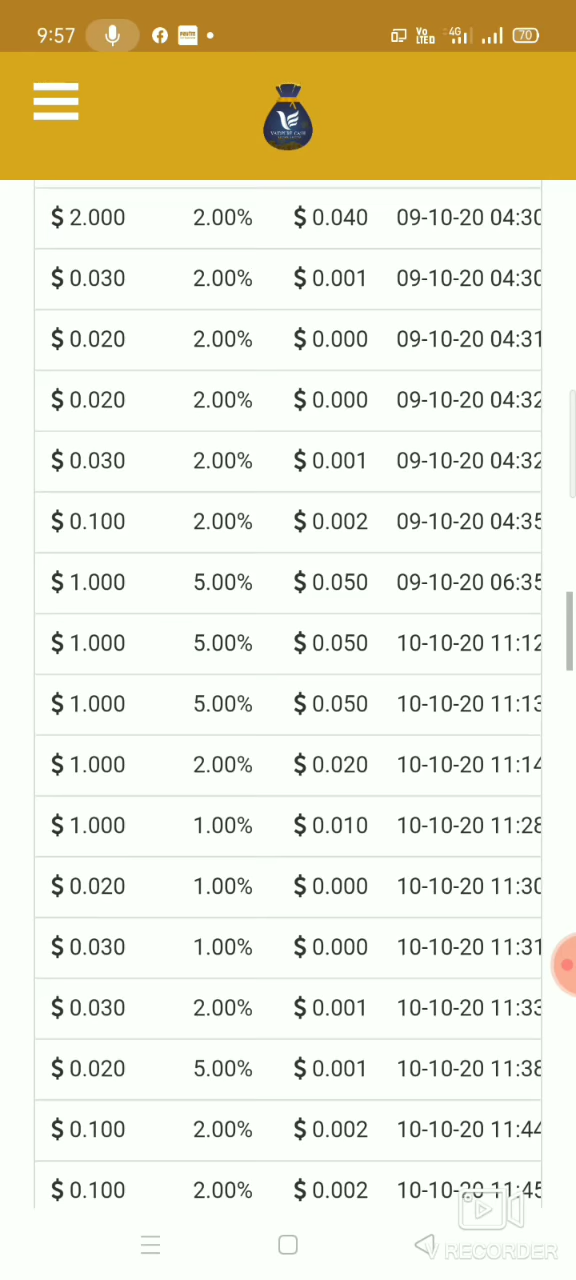 9:57 VoLTED 4G 70
$ 2.000 2.00% $ 0.040 09-10-20 04:30
$ 0.030 2.00% $ 0.001 09-10-20 04:30
$ 0.020 2.00% $ 0.000 09-10-20 04:31
$ 0.020 2.00% $ 0.000 09-10-20 04:32
$ 0.030 2.00% $ 0.001 09-10-20 04:32
$ 0.100 2.00% $ 0.002 09-10-20 04:35
$ 1.000 5.00% $ 0.050 09-10-20 06:35
$ 1.000 5.00% $ 0.050 10-10-20 11:12
$ 1.000 5.00% $ 0.050 10-10-20 11:13
$ 1.000 2.00% $ 0.020 10-10-20 11:14
$ 1.000 1.00% $ 0.010 10-10-20 11:28
$ 0.020 1.00% $ 0.000 10-10-20 11:30
$ 0.030 1.00% $ 0.000 10-10-20 11:31
$ 0.030 2.00% $ 0.001 10-10-20 11:33
$ 0.020 5.00% $ 0.001 10-10-20 11:38
$ 0.100 2.00% $ 0.002 10-10-20 11:44
$ 0.100 2.00% $ 0.002 10-10-20 11:45
V RECORDER